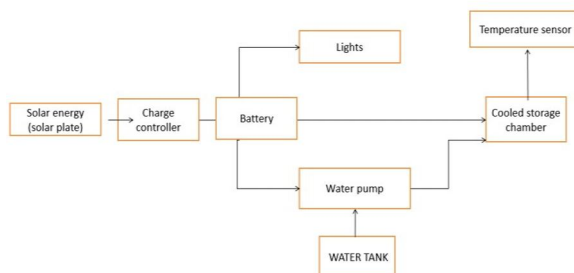 Temperature sensor
Lights
Solar energy
(solar plate)
Charge
controller
Battery
Cooled storage
chamber
Water pump
WATER TANK